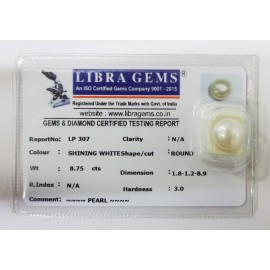 LIBRA GEMS
An ISO Certified Gems Company 9001 - 2015
Registered Under the Trade Marks with Govt. of India
website : www.libragems.co.in
GEMS & DIAMOND CERTIFIED TESTING REPORT
ReportNo: LP 307 Clarity : N/A
Colour : SHINING WHITE Shape/cut : ROUND
Wt : 8.75 cts Dimension : 1.8-1.2-8.9
R.Index : N/A Hardness : 3.0
Comment : ~~~~ PEARL ~~~~